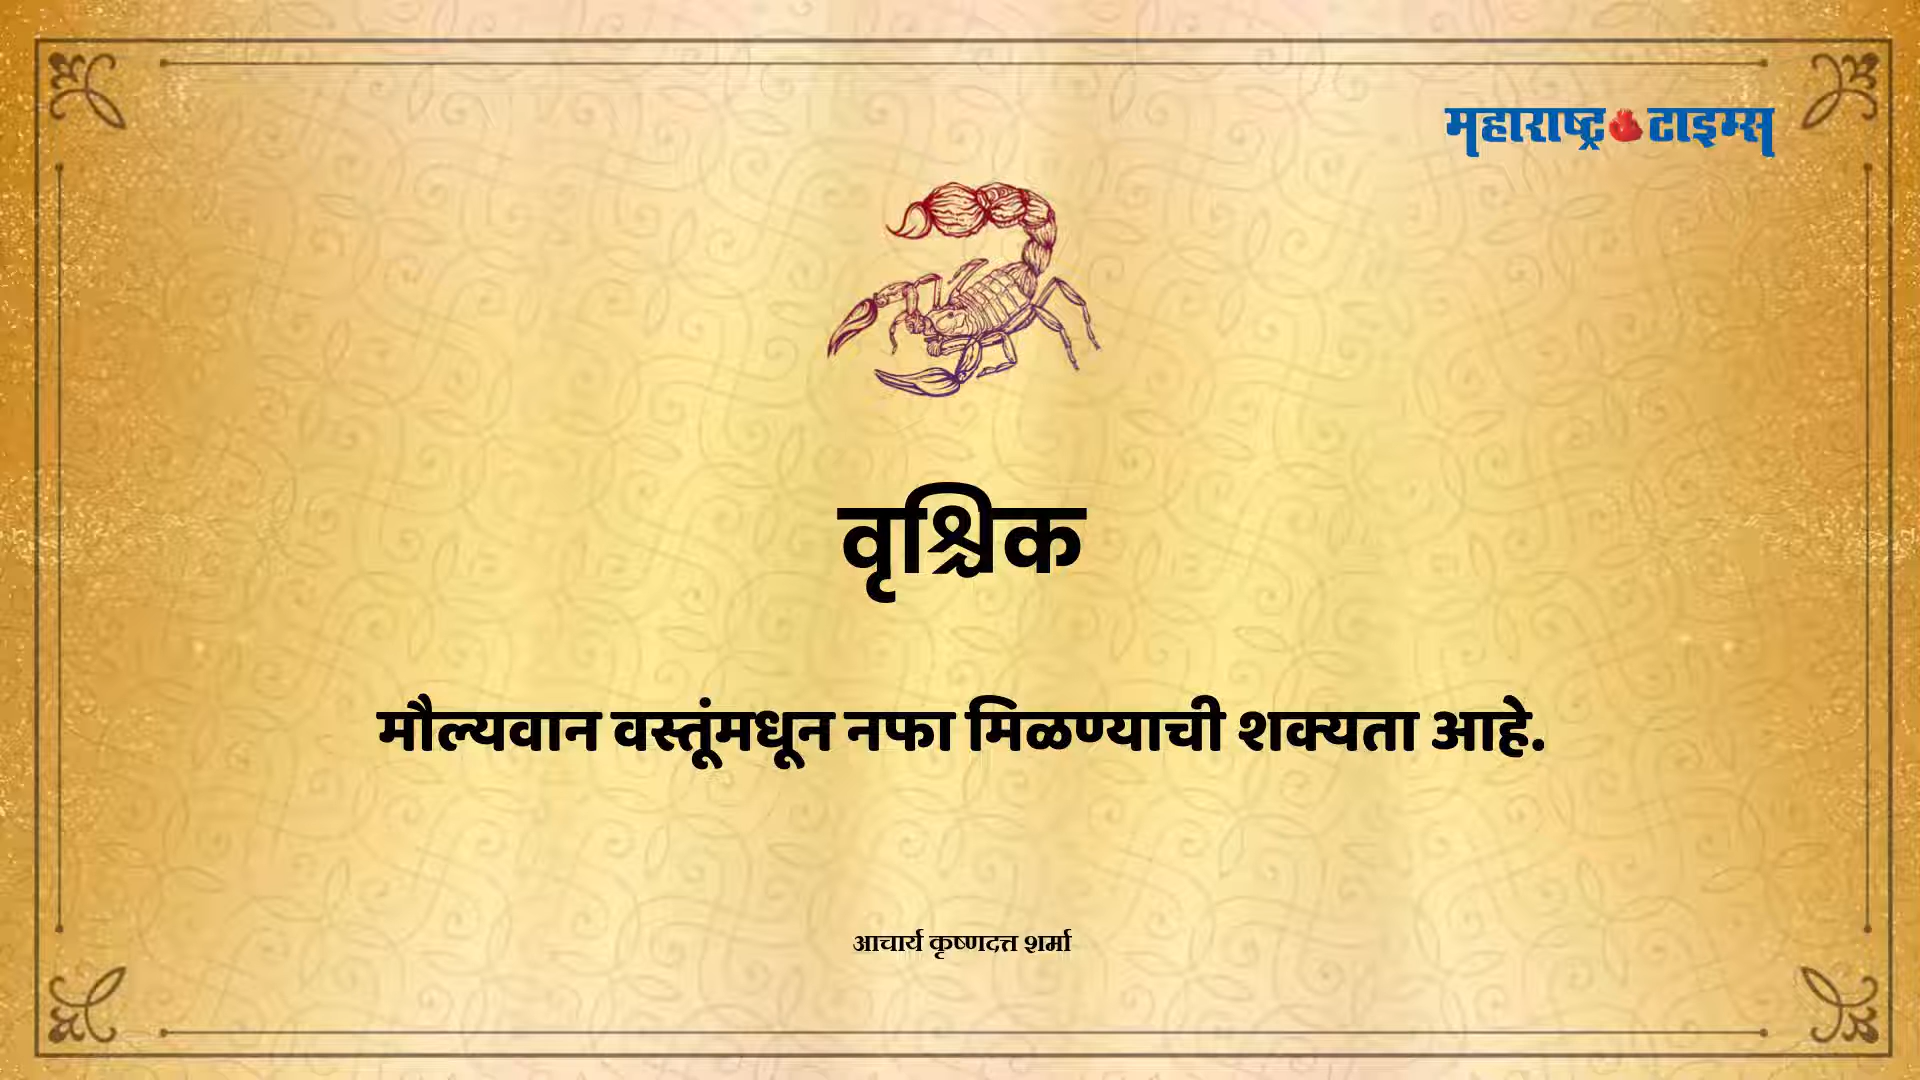 महाराष्ट्र टाइम्स
वृश्चिक
मौल्यवान वस्तूंमधून नफा मिळण्याची शक्यता आहे.
आचार्य कृष्णदत्त शर्मा